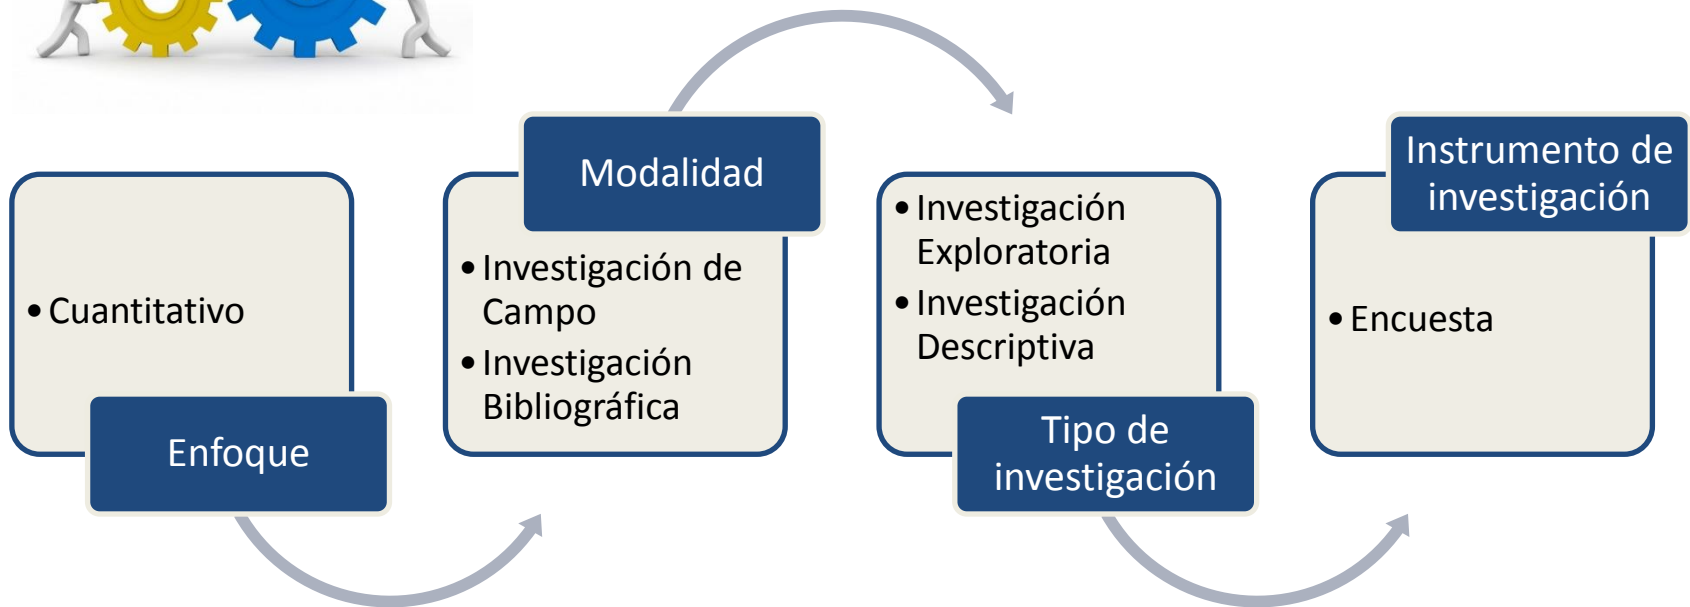 • Cuantitativo
Enfoque
Modalidad
• Investigación de
Campo
• Investigación
Bibliográfica
• Investigación
Exploratoria
• Investigación
Descriptiva
Tipo de
investigación
Instrumento de
investigación
• Encuesta